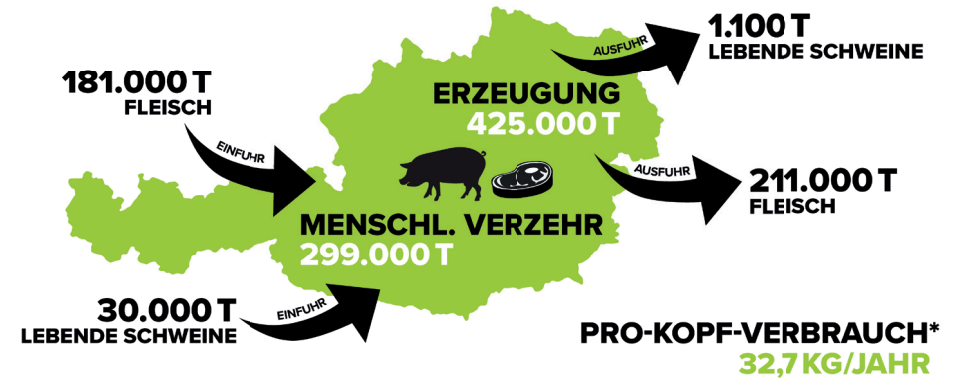 1.100 T
LEBENDE SCHWEINE
AUSFUHR
181.000 T
FLEISCH
EINFUHR
ERZEUGUNG
425.000 T
AUSFUHR
211.000 T
FLEISCH
MENSCHL. VERZEHR
299.000 T
30.000 T
LEBENDE SCHWEINE
EINFUHR
PRO-KOPF-VERBRAUCH*
32,7 KG/JAHR